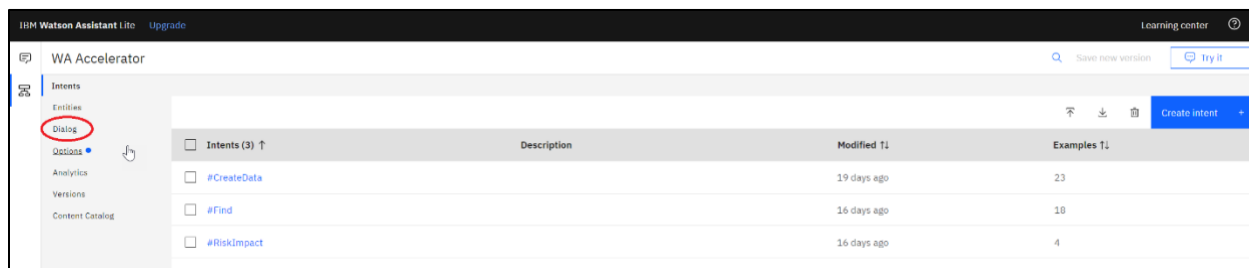 IBM Watson Assistant Lite Upgrade Learning center
WA Accelerator Save new version Try it
Intents
Entities
Dialog
Options
Analytics
Versions
Content Catalog
Create intent +
Intents (3) ↑ Description Modified ↑↓ Examples ↑↓
#CreateData 19 days ago 23
#Find 16 days ago 18
#RiskImpact 16 days ago 4